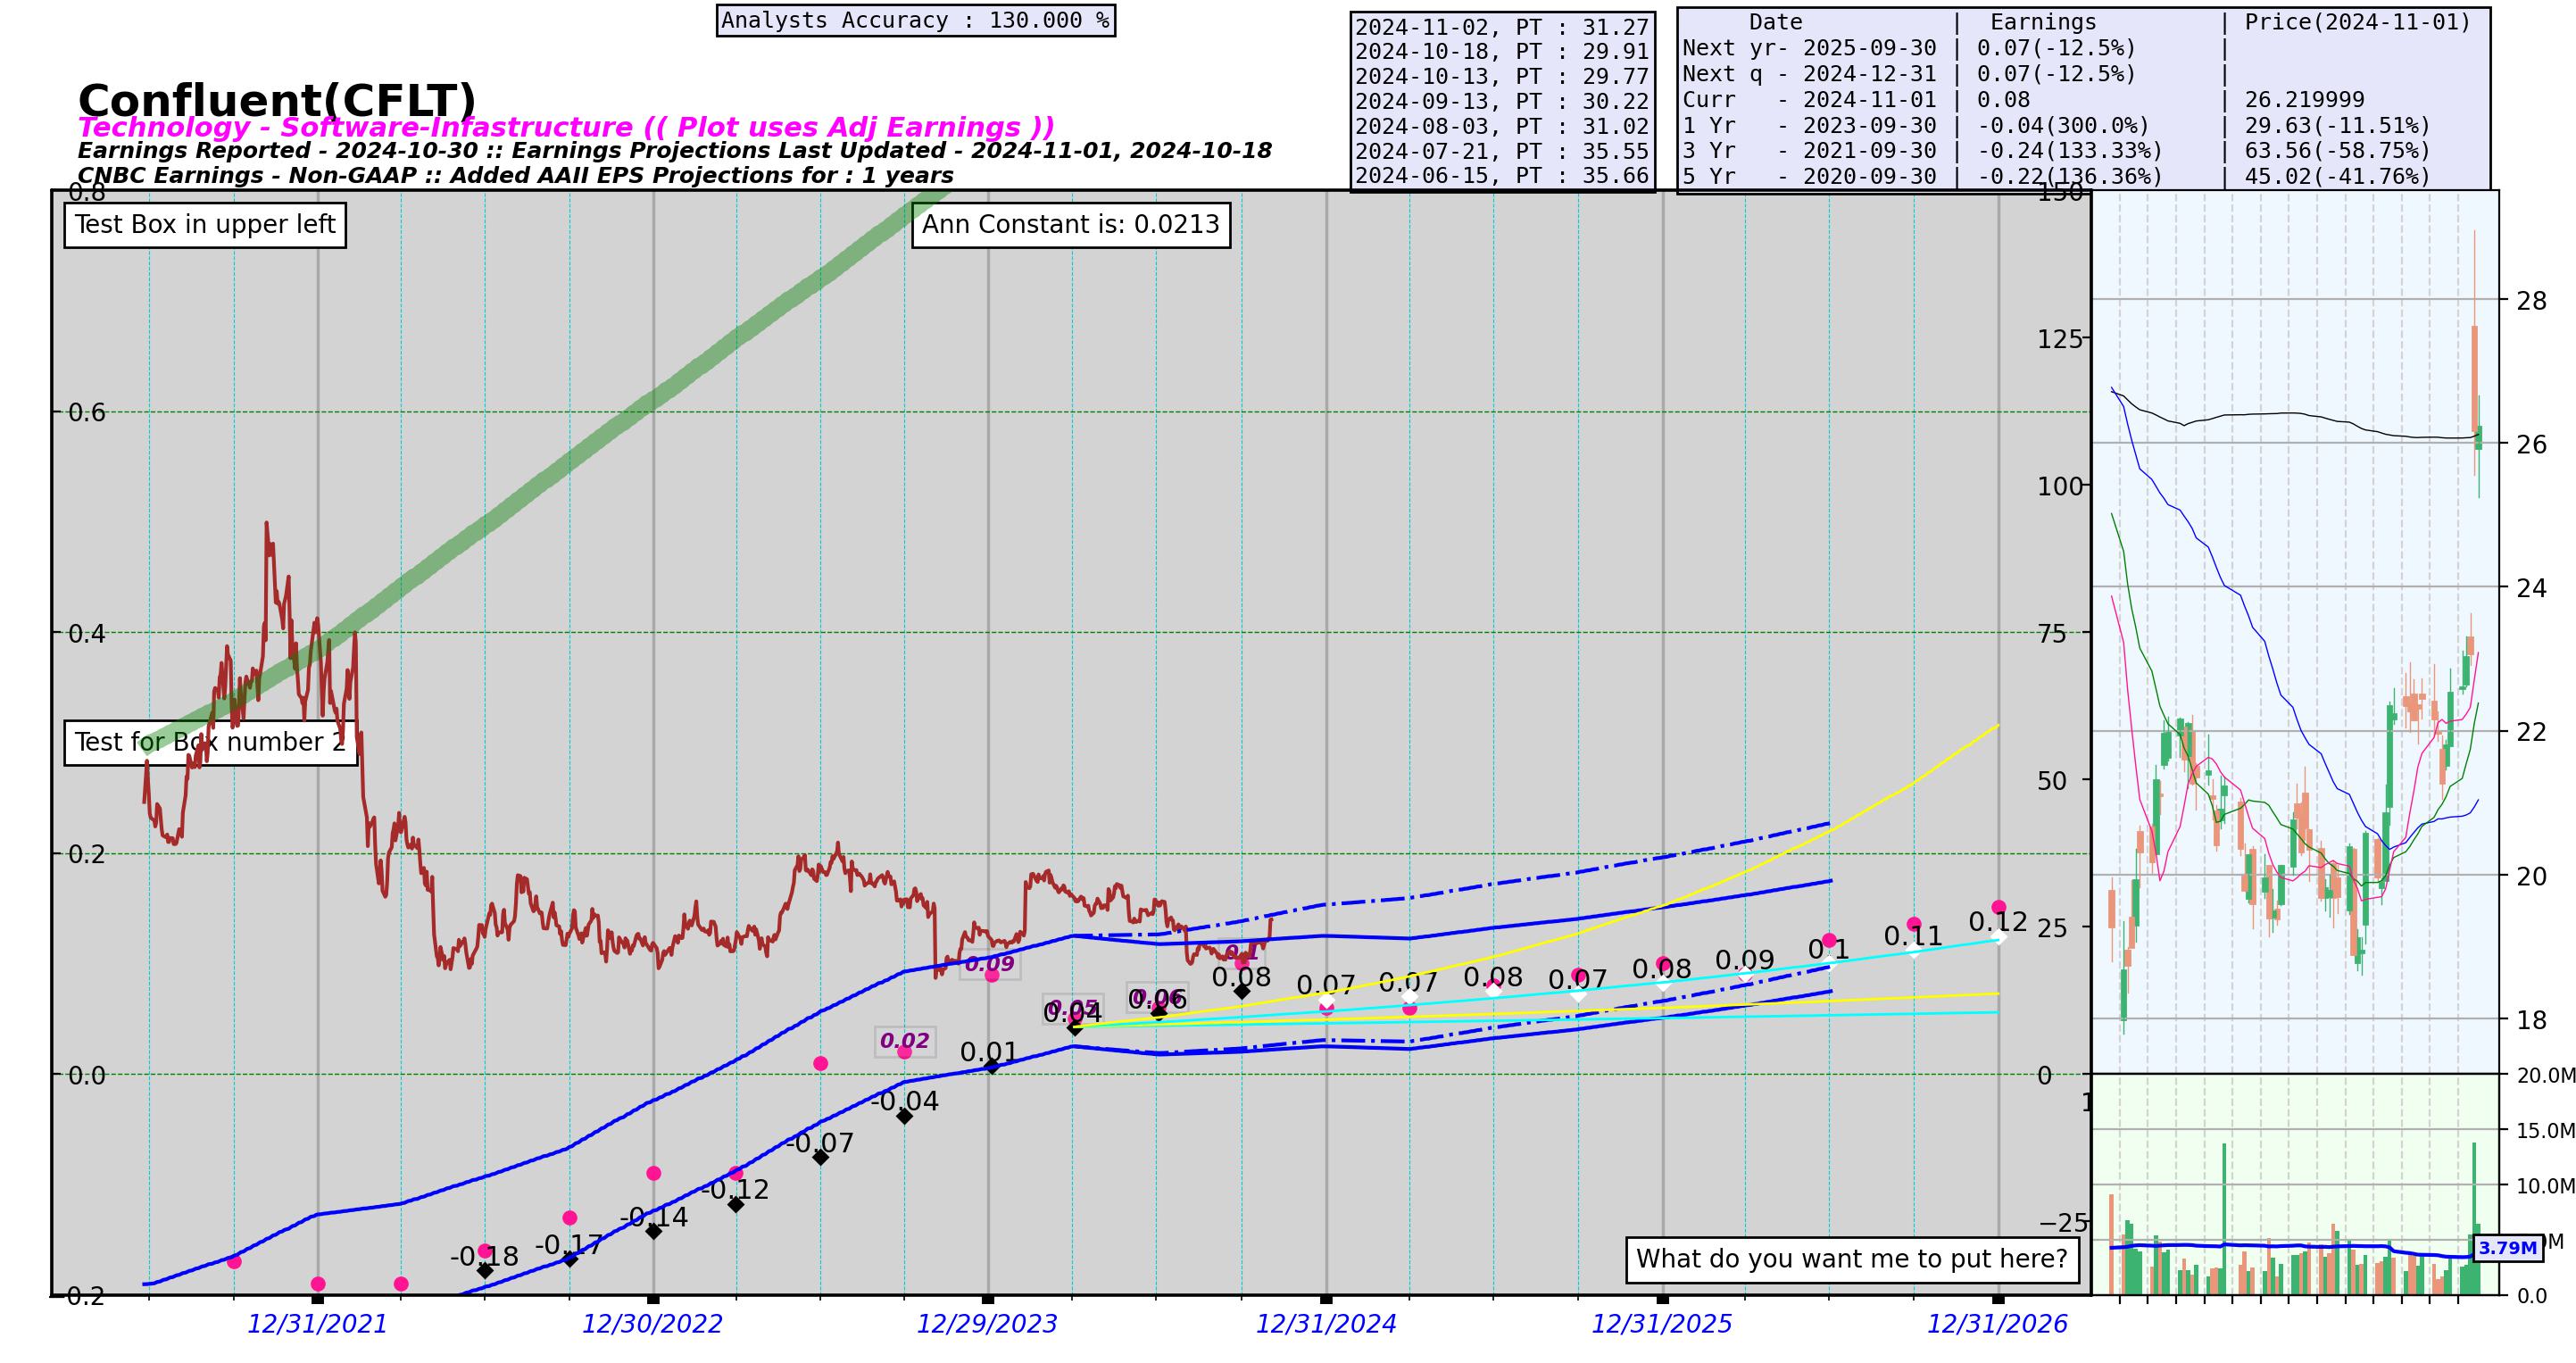 Analysts Accuracy : 130.000 %
2024-11-02, PT : 31.27
2024-10-18, PT : 29.91
2024-10-13, PT : 29.77
2024-09-13, PT : 30.22
2024-08-03, PT : 31.02
2024-07-21, PT : 35.55
2024-06-15, PT : 35.66
Date | Earnings | Price(2024-11-01)
Next yr- 2025-09-30 | 0.07(-12.5%) |
Next q - 2024-12-31 | 0.07(-12.5%) |
Curr - 2024-11-01 | 0.08 | 26.219999
1 Yr - 2023-09-30 | -0.04(300.0%) | 29.63(-11.51%)
3 Yr - 2021-09-30 | -0.24(133.33%) | 63.56(-58.75%)
5 Yr - 2020-09-30 | -0.22(136.36%) | 45.02(-41.76%)
Confluent(CFLT)
Technology - Software-Infastructure (( Plot uses Adj Earnings ))
Earnings Reported - 2024-10-30 :: Earnings Projections Last Updated - 2024-11-01, 2024-10-18
CNBC Earnings - Non-GAAP :: Added AAII EPS Projections for : 1 years
Test Box in upper left
Ann Constant is: 0.0213
Test for Box number 2
What do you want me to put here?
0.8
0.6
0.4
0.2
0.0
−0.2
150
125
100
75
50
25
0
−25
28
26
24
22
20
18
20.0M
15.0M
10.0M
0.0
3.79M
-0.18
-0.17
-0.14
-0.12
-0.07
-0.04
0.01
0.04
0.06
0.08
0.07
0.07
0.08
0.07
0.08
0.09
0.1
0.11
0.12
0.02
0.09
0.05
0.06
0.1
12/31/2021
12/30/2022
12/29/2023
12/31/2024
12/31/2025
12/31/2026